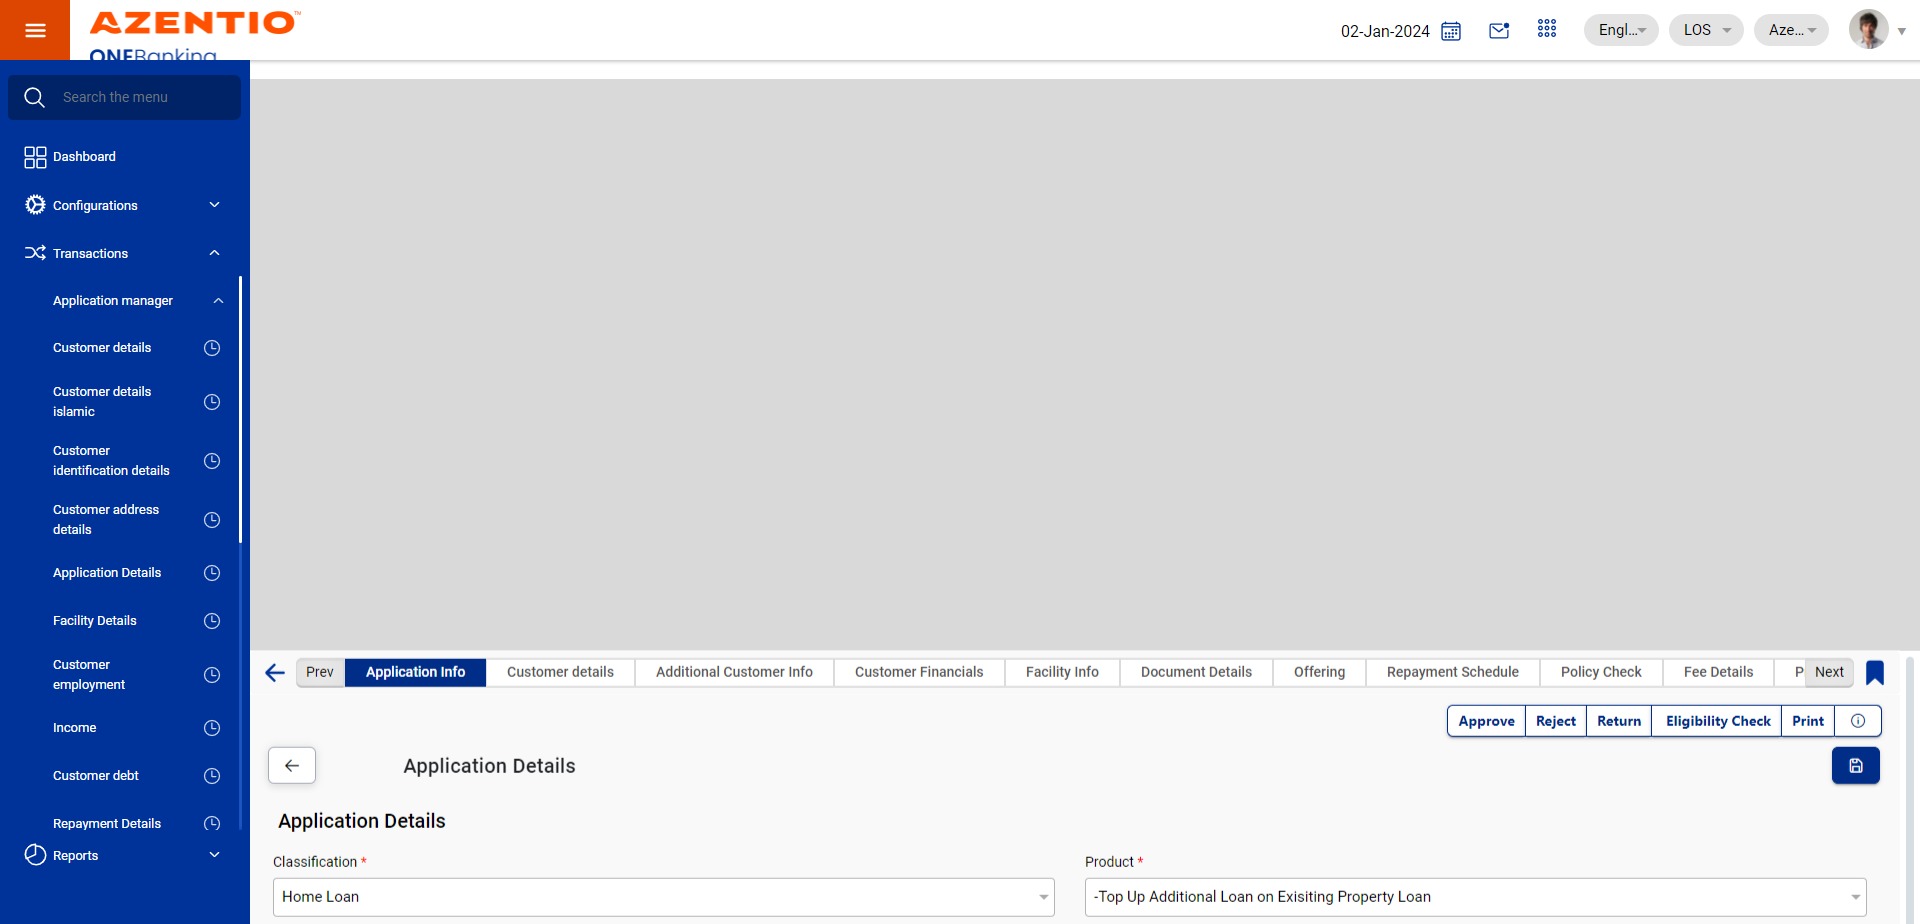 AZENTIO™
ONEBanking
02-Jan-2024
Engl...
LOS
Aze...
Search the menu
Dashboard
Configurations
Transactions
Application manager
Customer details
Customer details
islamic
Customer
identification details
Customer address
details
Application Details
Facility Details
Customer
employment
Income
Customer debt
Repayment Details
Reports
Prev
Application Info
Customer details
Additional Customer Info
Customer Financials
Facility Info
Document Details
Offering
Repayment Schedule
Policy Check
Fee Details
P
Next
Approve
Reject
Return
Eligibility Check
Print
Application Details
Application Details
Classification *
Product *
Home Loan
-Top Up Additional Loan on Exisiting Property Loan